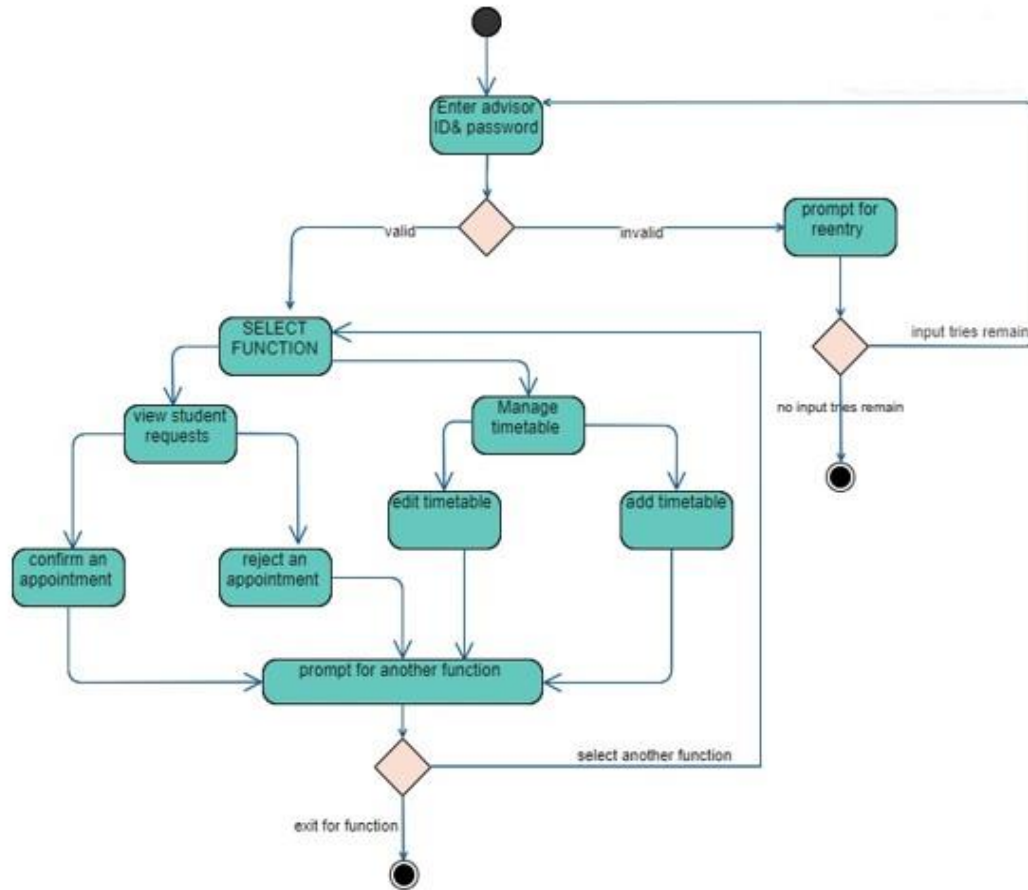 Enter advisor
ID& password
valid
invalid
prompt for
reentry
SELECT
FUNCTION
input tries remain
view student
requests
Manage
timetable
no input tries remain
edit timetable
add timetable
confirm an
appointment
reject an
appointment
prompt for another function
select another function
exit for function